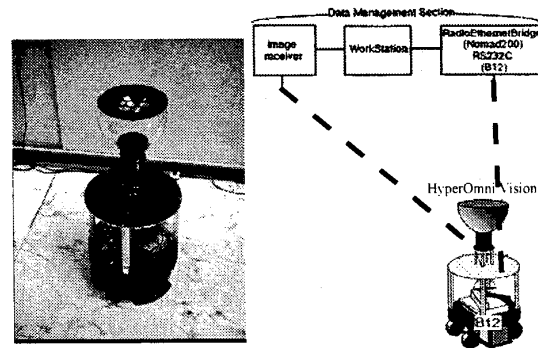 Data Management Section
Image
receiver
WorkStation
RadioEthernetBridge
(Nomad200)
RS232C
(B12)
HyperOmni Vision
B12